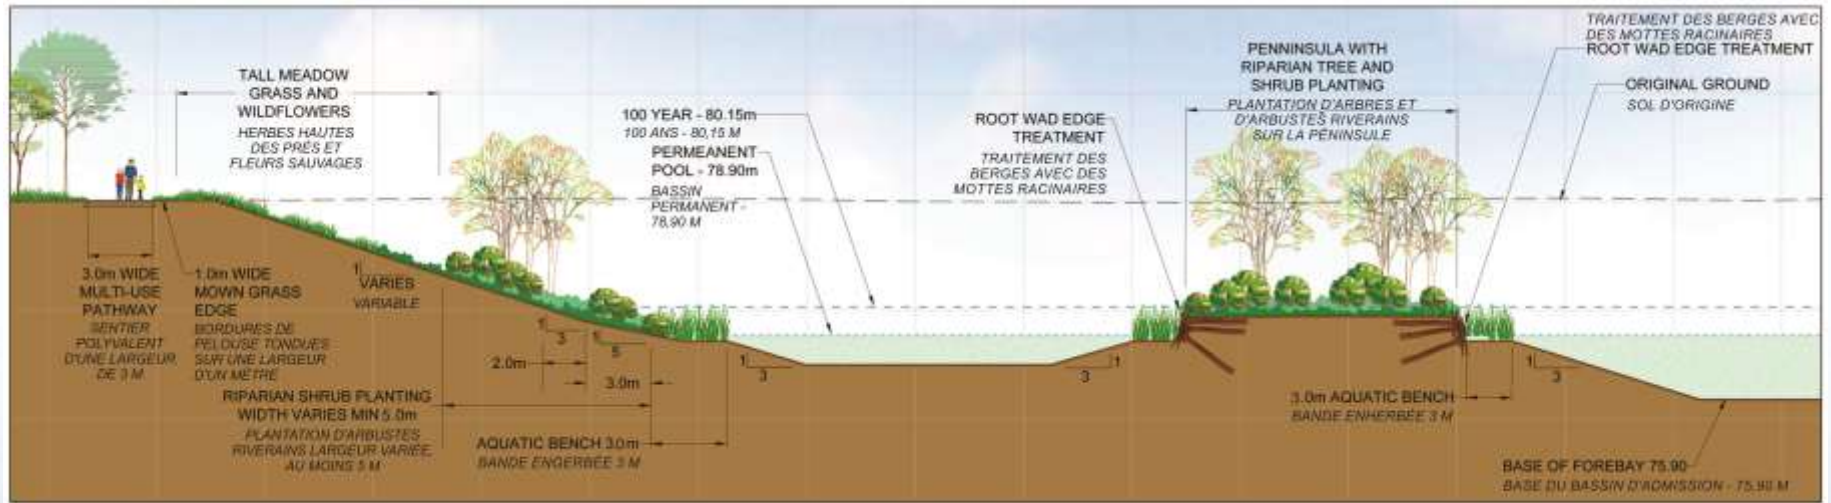 TALL MEADOW
GRASS AND
WILDFLOWERS
HERBES HAUTES
DES PRÉS ET
FLEURS SAUVAGES
100 YEAR - 80.15m
100 ANS - 80,15 M
PERMEANENT
POOL - 78.90m
BASSIN
PERMANENT -
78,90 M
ROOT WAD EDGE
TREATMENT
TRAITEMENT DES
BERGES AVEC DES
MOTTES RACINAIRES
PENNINSULA WITH
RIPARIAN TREE AND
SHRUB PLANTING
PLANTATION D'ARBRES ET
D'ARBUSTES RIVERAINS
SUR LA PÉNINSULE
TRAITEMENT DES BERGES AVEC
DES MOTTES RACINAIRES
ROOT WAD EDGE TREATMENT
ORIGINAL GROUND
SOL D'ORIGINE
3.0m WIDE
MULTI-USE
PATHWAY
SENTIER
POLYVALENT
D'UNE LARGEUR
DE 3 M
1.0m WIDE
MOWN GRASS
EDGE
BORDURES DE
PELOUSE TONDUES
SUR UNE LARGEUR
D'UN MÈTRE
1
VARIES
VARIABLE
1
3
1
5
2.0m
3.0m
RIPARIAN SHRUB PLANTING
WIDTH VARIES MIN 5.0m
PLANTATION D'ARBUSTES
RIVERAINS LARGEUR VARIÉE,
AU MOINS 5 M
AQUATIC BENCH 3.0m
BANDE ENGERBÉE 3 M
1
3
1
3
3.0m AQUATIC BENCH
BANDE ENHERBÉE 3 M
1
3
BASE OF FOREBAY 75.90
BASE DU BASSIN D'ADMISSION - 75,90 M